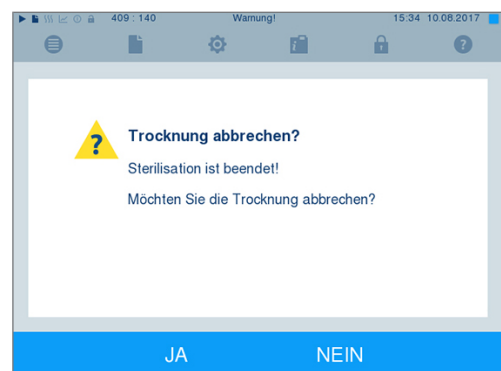 409 : 140 Warnung! 15:34 10.08.2017
Trocknung abbrechen?
Sterilisation ist beendet!
Möchten Sie die Trocknung abbrechen?
JA NEIN